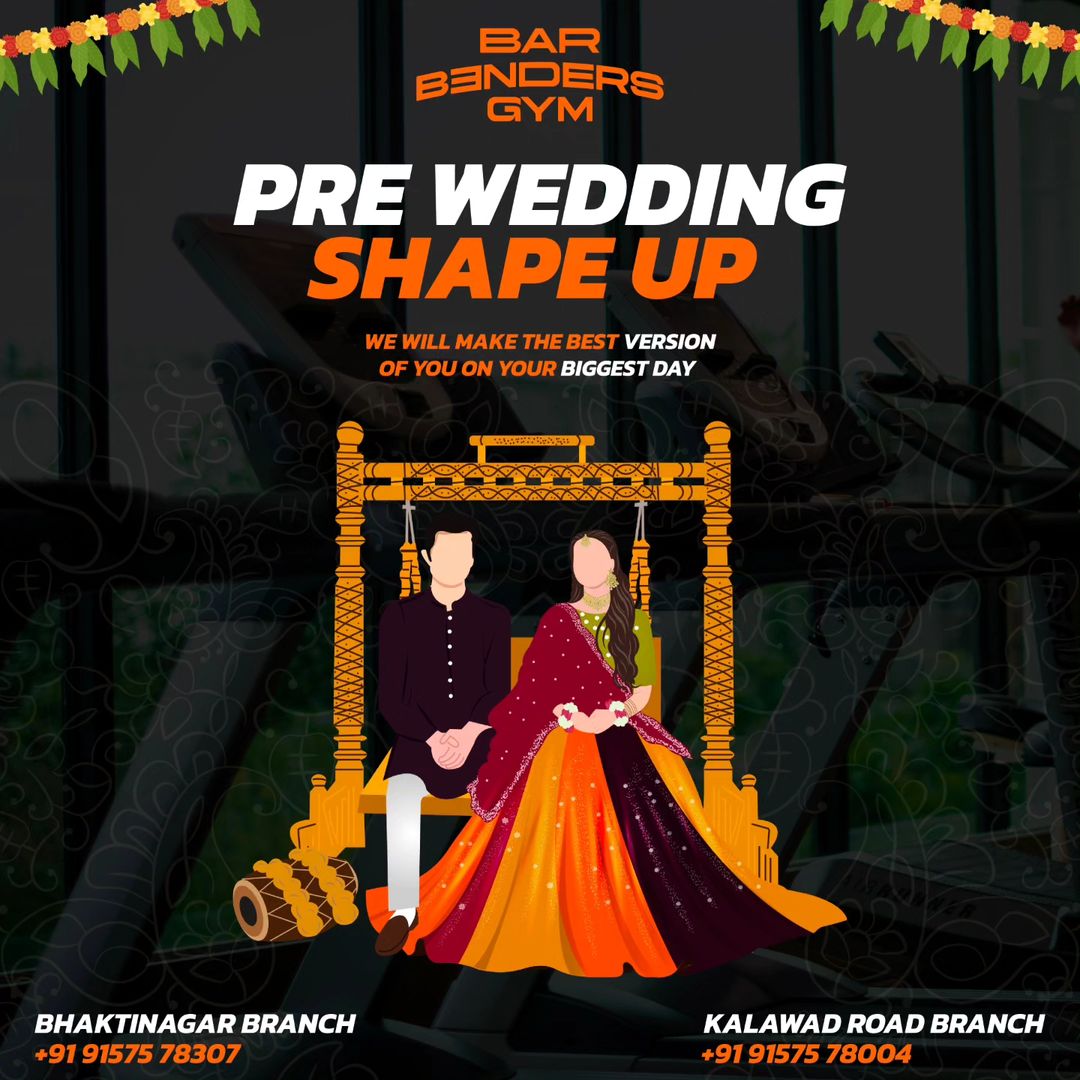 BAR
BENDERS
GYM
PRE WEDDING
SHAPE UP
WE WILL MAKE THE BEST VERSION
OF YOU ON YOUR BIGGEST DAY
BHAKTINAGAR BRANCH
+91 91575 78307
KALAWAD ROAD BRANCH
+91 91575 78004